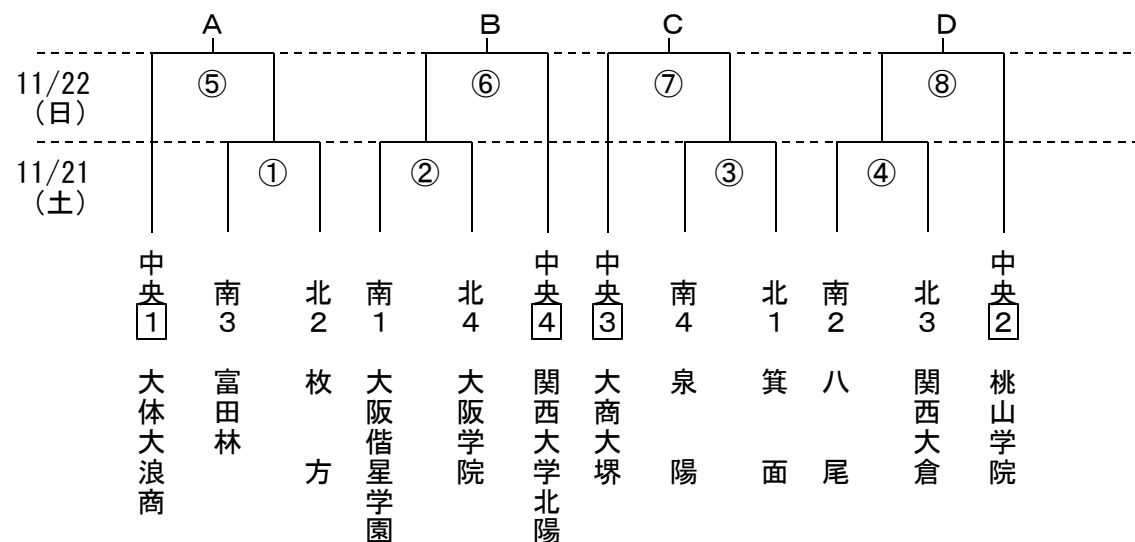 A B C D
11/22
（日）
⑤ ⑥ ⑦ ⑧
11/21
（土）
① ② ③ ④
中央1 大体大浪商
南3 富田林
北2 枚方
南1 大阪偕星学園
北4 大阪学院
中央4 関西大学北陽
中央3 大商大堺
南4 泉陽
北1 箕面
南2 八尾
北3 関西大倉
中央2 桃山学院